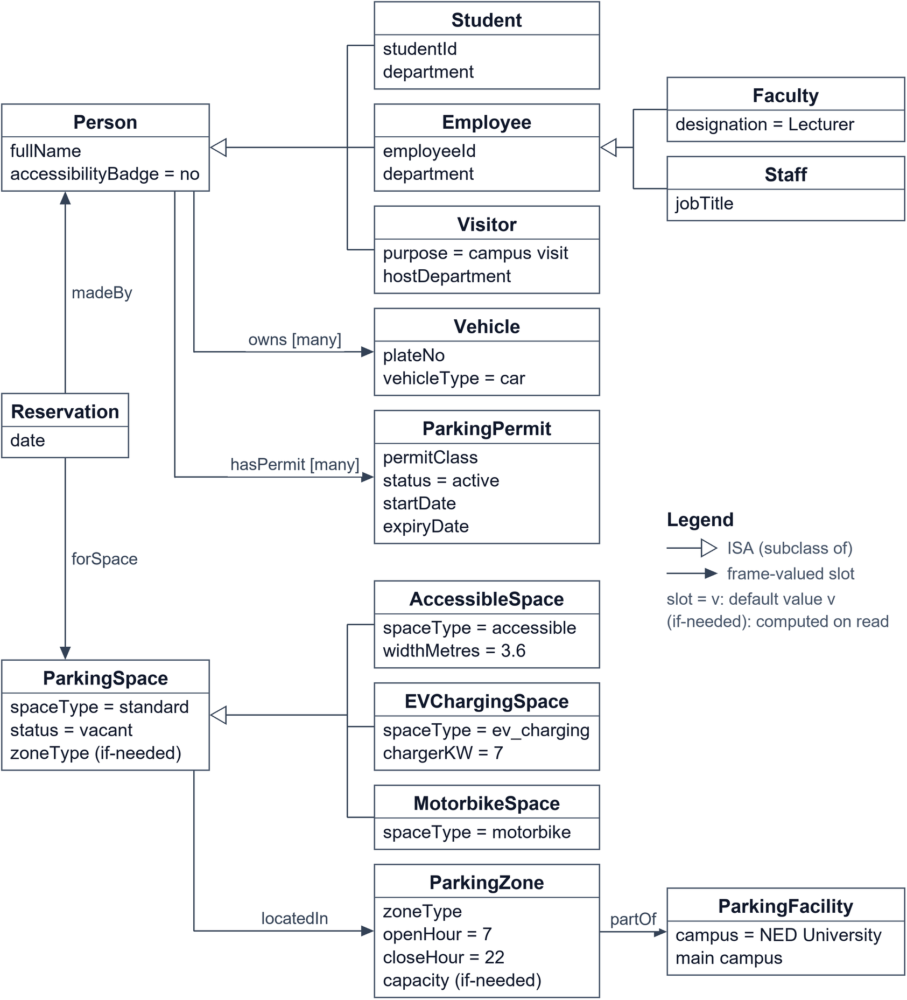 Student
studentId
department
Person
fullName
accessibilityBadge = no
Employee
employeeId
department
Faculty
designation = Lecturer
Staff
jobTitle
Visitor
purpose = campus visit
hostDepartment
madeBy
owns [many]
Vehicle
plateNo
vehicleType = car
Reservation
date
hasPermit [many]
ParkingPermit
permitClass
status = active
startDate
expiryDate
forSpace
Legend
ISA (subclass of)
frame-valued slot
slot = v: default value v
(if-needed): computed on read
AccessibleSpace
spaceType = accessible
widthMetres = 3.6
ParkingSpace
spaceType = standard
status = vacant
zoneType (if-needed)
EVChargingSpace
spaceType = ev_charging
chargerKW = 7
MotorbikeSpace
spaceType = motorbike
locatedIn
ParkingZone
zoneType
openHour = 7
closeHour = 22
capacity (if-needed)
partOf
ParkingFacility
campus = NED University
main campus